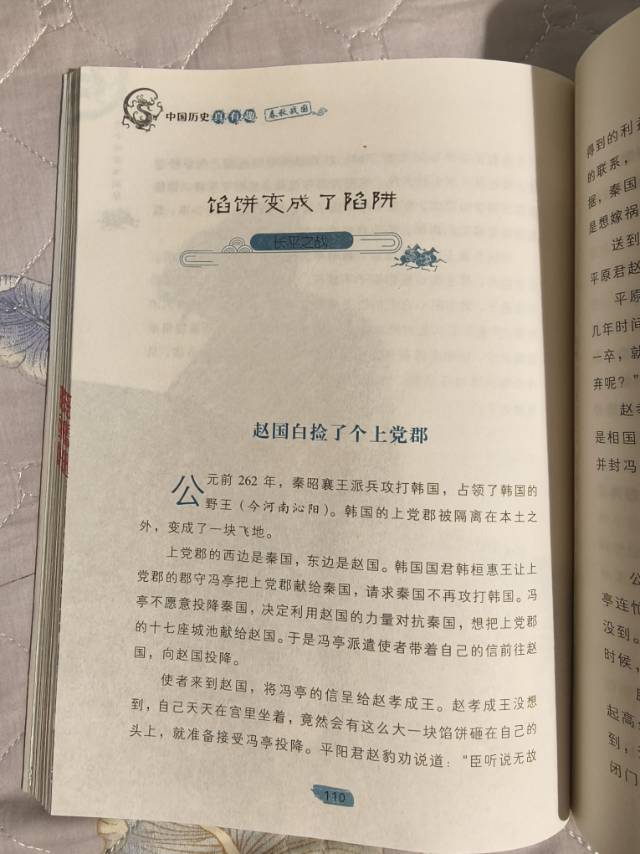 中国历史真有趣 春秋战国
馅饼变成了陷阱
长平之战
赵国白捡了个上党郡
公元前 262 年，秦昭襄王派兵攻打韩国，占领了韩国的
野王（今河南沁阳）。韩国的上党郡被隔离在本土之
外，变成了一块飞地。
上党郡的西边是秦国，东边是赵国。韩国国君韩桓惠王让上
党郡的郡守冯亭把上党郡献给秦国，请求秦国不再攻打韩国。冯
亭不愿意投降秦国，决定利用赵国的力量对抗秦国，想把上党郡
的十七座城池献给赵国。于是冯亭派遣使者带着自己的信前往赵
国，向赵国投降。
使者来到赵国，将冯亭的信呈给赵孝成王。赵孝成王没想
到，自己天天在宫里坐着，竟然会有这么大一块馅饼砸在自己的
头上，就准备接受冯亭投降。平阳君赵豹劝说道：“臣听说无故
110
得到的利
的联系，
据，秦国
是想嫁祸
送到
平原君赵
平原
几年时间
一卒，就
弃呢？”
赵孝
是相国
并封冯
亭连忙
没到。
时候，
起高
到，
闭门